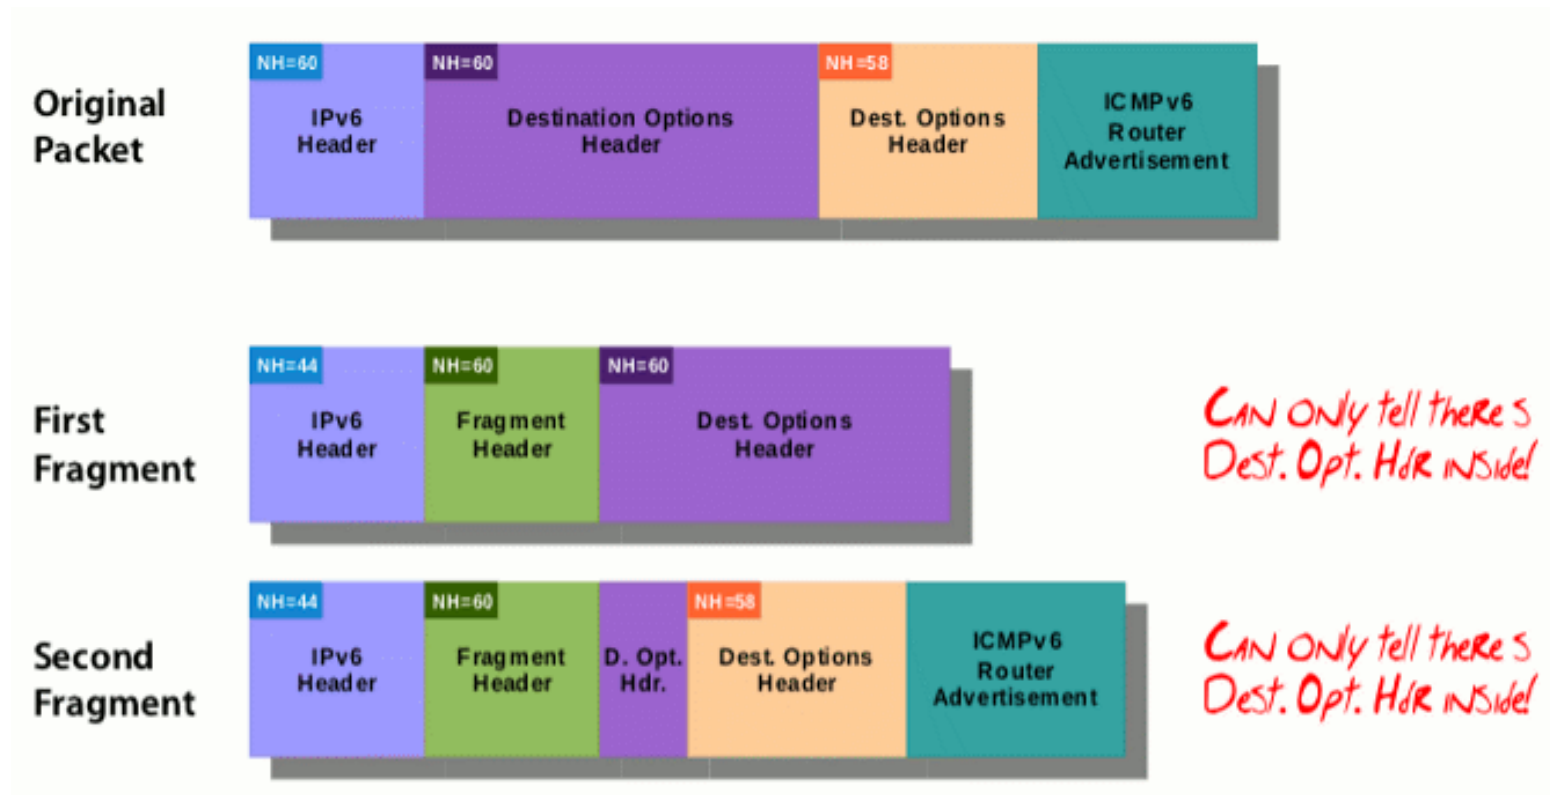 Original
Packet
NH=60
IPv6
Header
NH=60
Destination Options
Header
NH=58
Dest. Options
Header
ICMPv6
Router
Advertisement
First
Fragment
NH=44
IPv6
Header
NH=60
Fragment
Header
NH=60
Dest. Options
Header
CAN ONly tell there s
Dest. Opt. Hdr inside!
Second
Fragment
NH=44
IPv6
Header
NH=60
Fragment
Header
D. Opt.
Hdr.
NH=58
Dest. Options
Header
ICMPv6
Router
Advertisement
CAN ONly tell there s
Dest. Opt. Hdr inside!